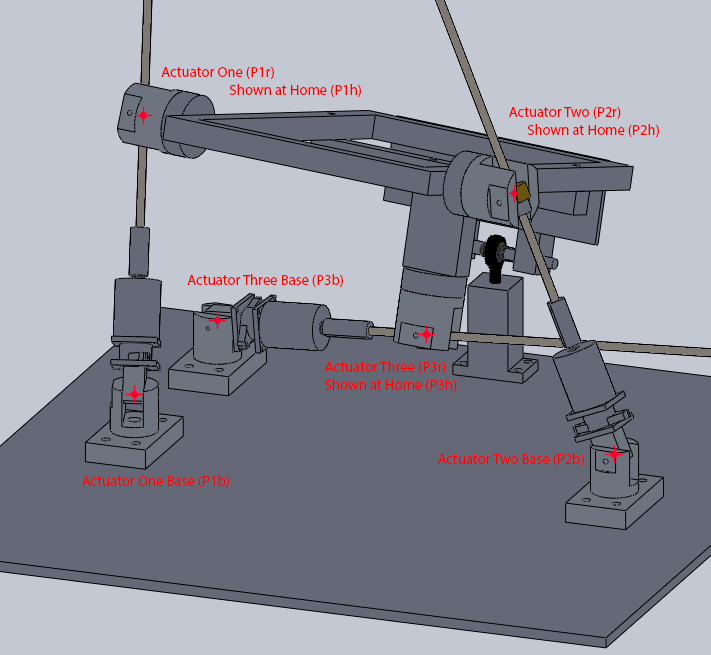 Actuator One (P1r)
Shown at Home (P1h)
Actuator Two (P2r)
Shown at Home (P2h)
Actuator Three Base (P3b)
Actuator Three (P3r)
Shown at Home (P3h)
Actuator Two Base (P2b)
Actuator One Base (P1b)